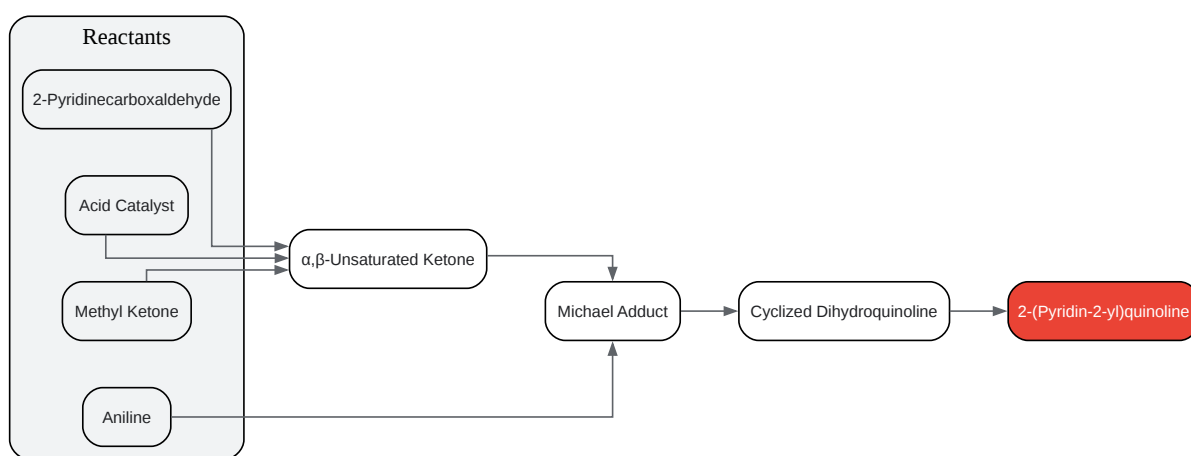 Reactants
2-Pyridinecarboxaldehyde
Acid Catalyst
Methyl Ketone
Aniline
α,β-Unsaturated Ketone
Michael Adduct
Cyclized Dihydroquinoline
2-(Pyridin-2-yl)quinoline